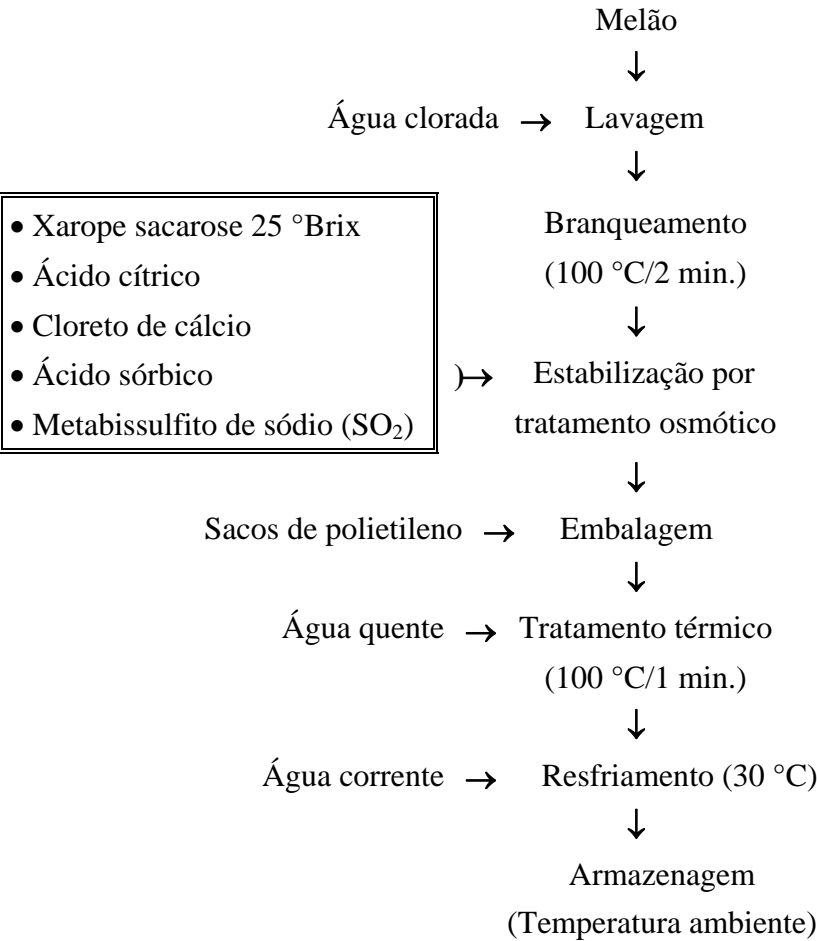 Melão
↓
Água clorada → Lavagem
↓
• Xarope sacarose 25 °Brix
• Ácido cítrico
• Cloreto de cálcio
• Ácido sórbico
• Metabissulfito de sódio (SO₂)
Branqueamento
(100 °C/2 min.)
↓
)→ Estabilização por
tratamento osmótico
↓
Sacos de polietileno → Embalagem
↓
Água quente → Tratamento térmico
(100 °C/1 min.)
↓
Água corrente → Resfriamento (30 °C)
↓
Armazenagem
(Temperatura ambiente)